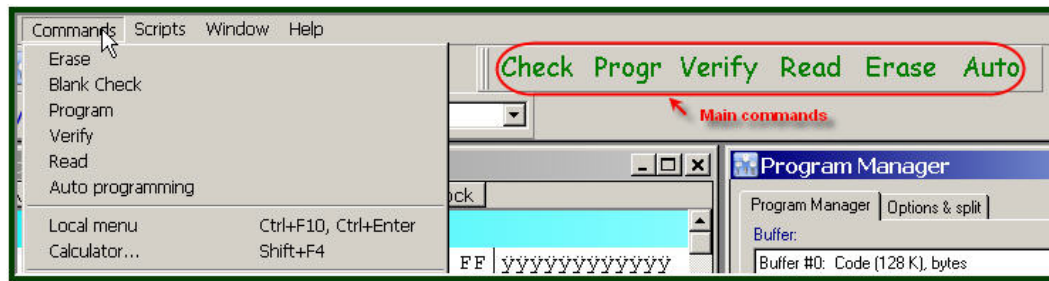 Commands Scripts Window Help
Erase
Blank Check
Program
Verify
Read
Auto programming
Local menu Ctrl+F10, Ctrl+Enter
Calculator... Shift+F4
Check Progr Verify Read Erase Auto
Main commands
ock
FF ÿÿÿÿÿÿÿÿÿÿÿÿ
Program Manager
Program Manager Options & split
Buffer:
Buffer #0: Code (128 K), bytes